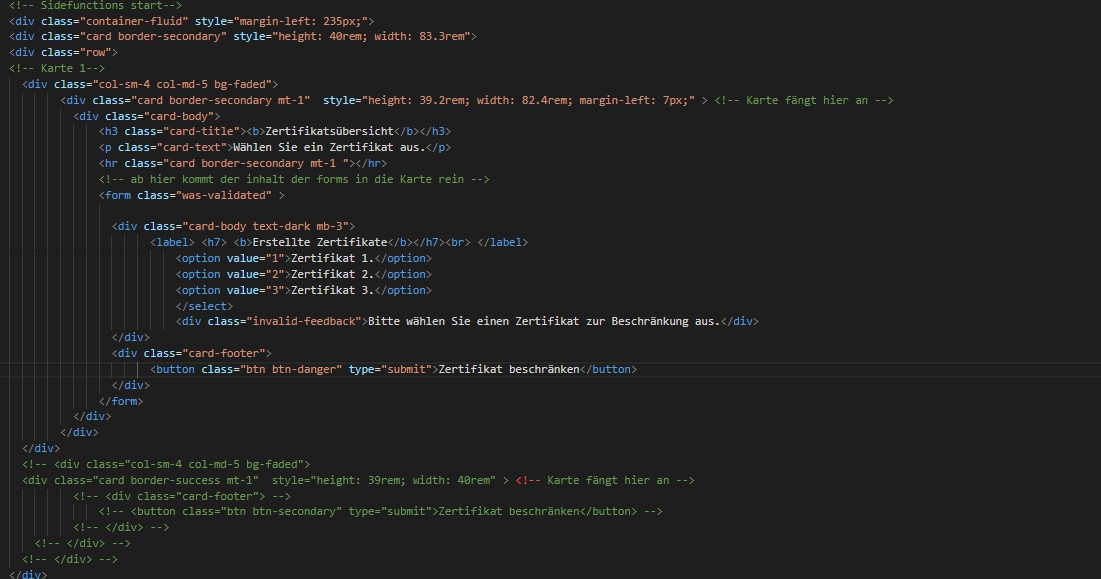 <!-- Sidefunctions start-->
<div class="container-fluid" style="margin-left: 235px;">
<div class="card border-secondary" style="height: 40rem; width: 83.3rem">
<div class="row">
<!-- Karte 1-->
<div class="col-sm-4 col-md-5 bg-faded">
<div class="card border-secondary mt-1"  style="height: 39.2rem; width: 82.4rem; margin-left: 7px;" > <!-- Karte fängt hier an -->
<div class="card-body">
<h3 class="card-title"><b>Zertifikatsübersicht</b></h3>
<p class="card-text">Wählen Sie ein Zertifikat aus.</p>
<hr class="card border-secondary mt-1 "></hr>
<!-- ab hier kommt der inhalt der forms in die Karte rein -->
<form class="was-validated" >
<div class="card-body text-dark mb-3">
<label> <h7> <b>Erstellte Zertifikate</b></h7><br> </label>
<option value="1">Zertifikat 1.</option>
<option value="2">Zertifikat 2.</option>
<option value="3">Zertifikat 3.</option>
</select>
<div class="invalid-feedback">Bitte wählen Sie einen Zertifikat zur Beschränkung aus.</div>
</div>
<div class="card-footer">
<button class="btn btn-danger" type="submit">Zertifikat beschränken</button>
</div>
</form>
</div>
</div>
</div>
<!-- <div class="col-sm-4 col-md-5 bg-faded">
<div class="card border-success mt-1"  style="height: 39rem; width: 40rem" > <!-- Karte fängt hier an -->
<!-- <div class="card-footer"> -->
<!-- <button class="btn btn-secondary" type="submit">Zertifikat beschränken</button> -->
<!-- </div> -->
<!-- </div> -->
<!-- </div> -->
</div>